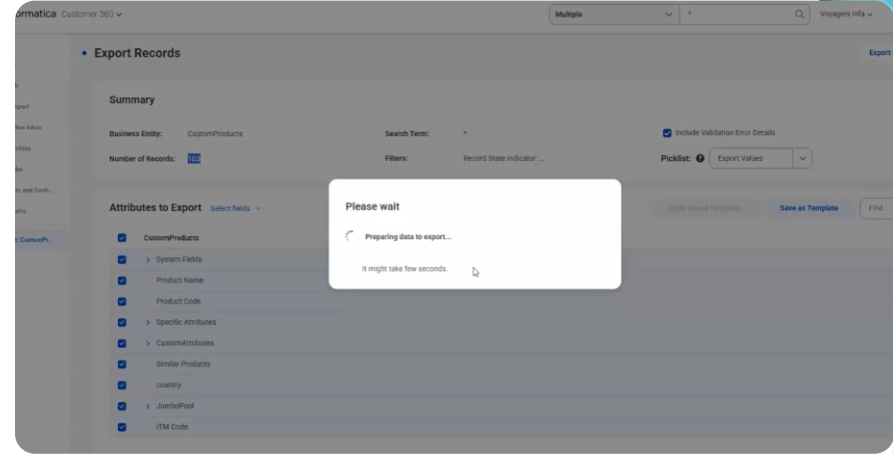 ormatica Customer 360
Multiple
*
Voyagers Infa
Export Records
Export
Summary
Business Entity: CustomProducts
Search Term: *
Include Validation Error Details
Number of Records: 103
Filters: Record State Indicator: ...
Picklist: Export Values
Attributes to Export Select fields
Save as Template
Find
Please wait
Preparing data to export...
It might take few seconds.
CustomProducts
System Fields
Product Name
Product Code
Specific Attributes
CustomAttributes
Similar Products
country
JumboPool
ITM Code